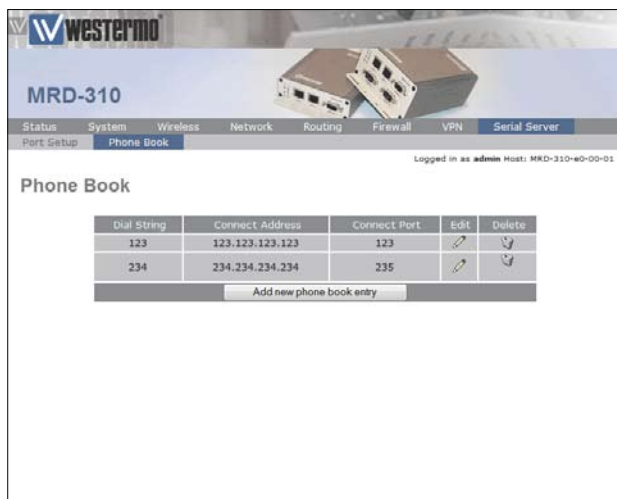 westermo
MRD-310
Status System Wireless Network Routing Firewall VPN Serial Server
Port Setup Phone Book
Logged in as admin Host: MRD-310-e0-00-01
Phone Book
Dial String Connect Address Connect Port Edit Delete
123 123.123.123.123 123
234 234.234.234.234 235
Add new phone book entry